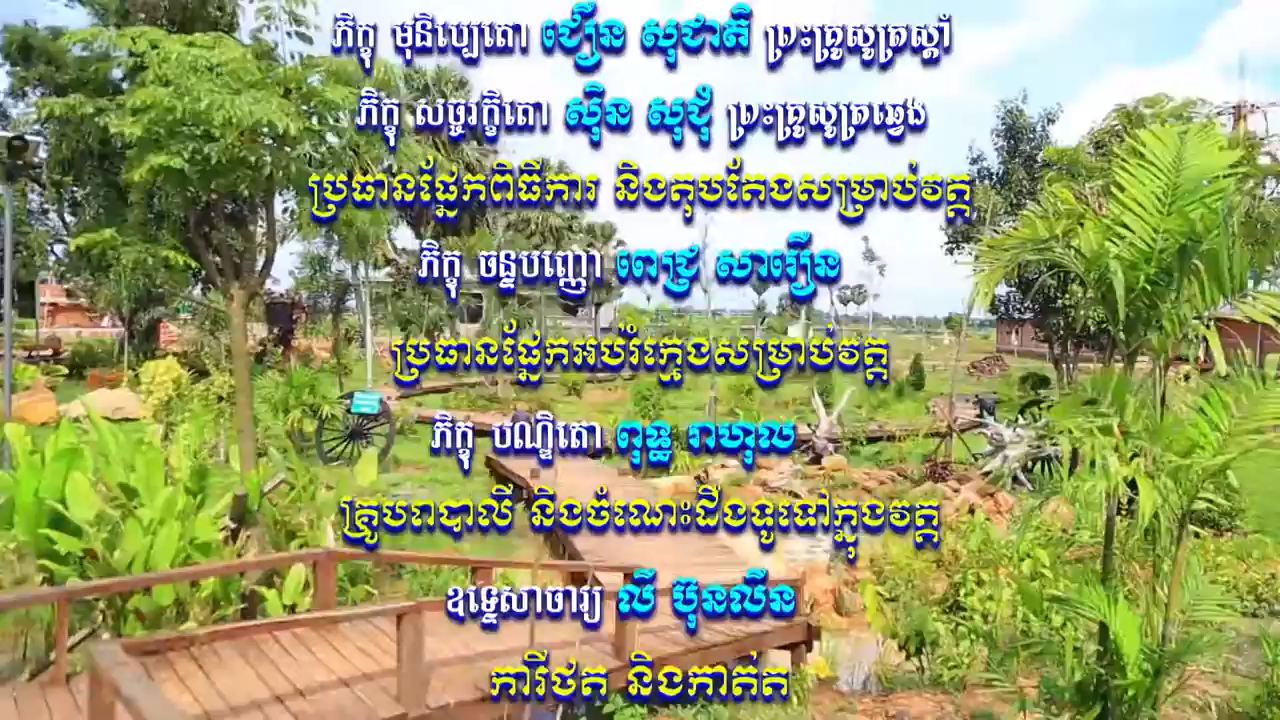 ភិក្ខុ មុនិប្បេតោ ជឿន សុជាតិ ព្រះគ្រូសូត្រស្ដាំ
ភិក្ខុ សច្ចរក្ខិតោ ស៊ិន សុជុំ ព្រះគ្រូសូត្រឆ្វេង
ប្រធានផ្នែកពិធីការ និងតុបតែងសម្រាប់វត្ត
ភិក្ខុ ចន្ទបញ្ញោ ពេជ្រ សារឿន
ប្រធានផ្នែកអប់រំក្មេងសម្រាប់វត្ត
ភិក្ខុ បណ្ឌិតោ ពុទ្ធ រាហុល
គ្រូបរាបាលី និងចំណេះដឹងទូទៅក្នុងវត្ត
ឧទ្ទេសាចារ្យ លី ប៊ុនលីន
ការីថត និងកាត់ត